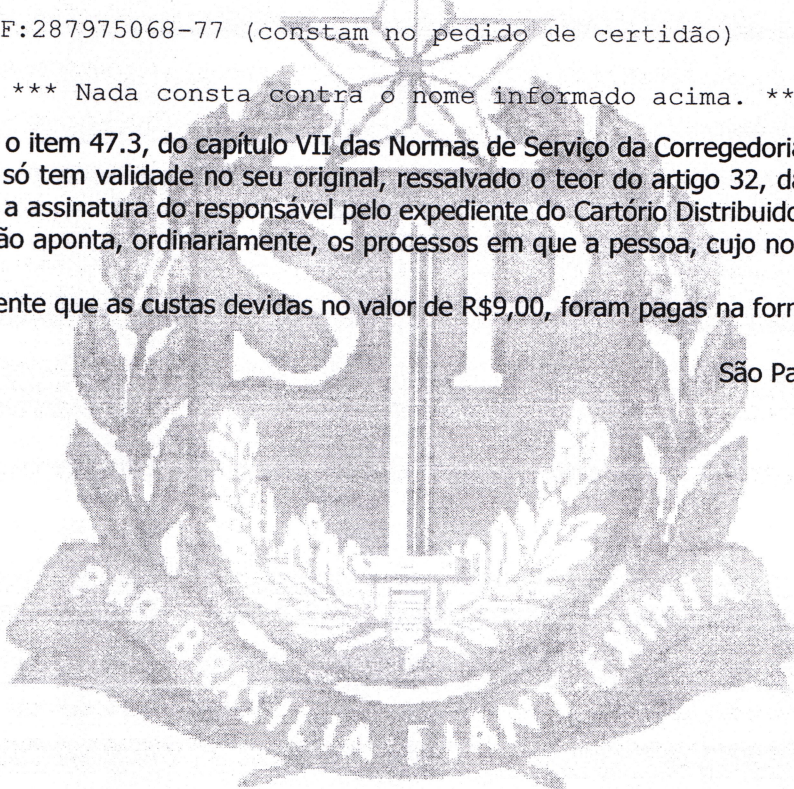 F:287975068-77 (constam no pedido de certidão)
*** Nada consta contra o nome informado acima. **
o item 47.3, do capítulo VII das Normas de Serviço da Corregedoria
só tem validade no seu original, ressalvado o teor do artigo 32, da
a assinatura do responsável pelo expediente do Cartório Distribuido
ão aponta, ordinariamente, os processos em que a pessoa, cujo no
ente que as custas devidas no valor de R$9,00, foram pagas na forn
São Pa
SP
PRO BRASILIA FIANT EXIMIA